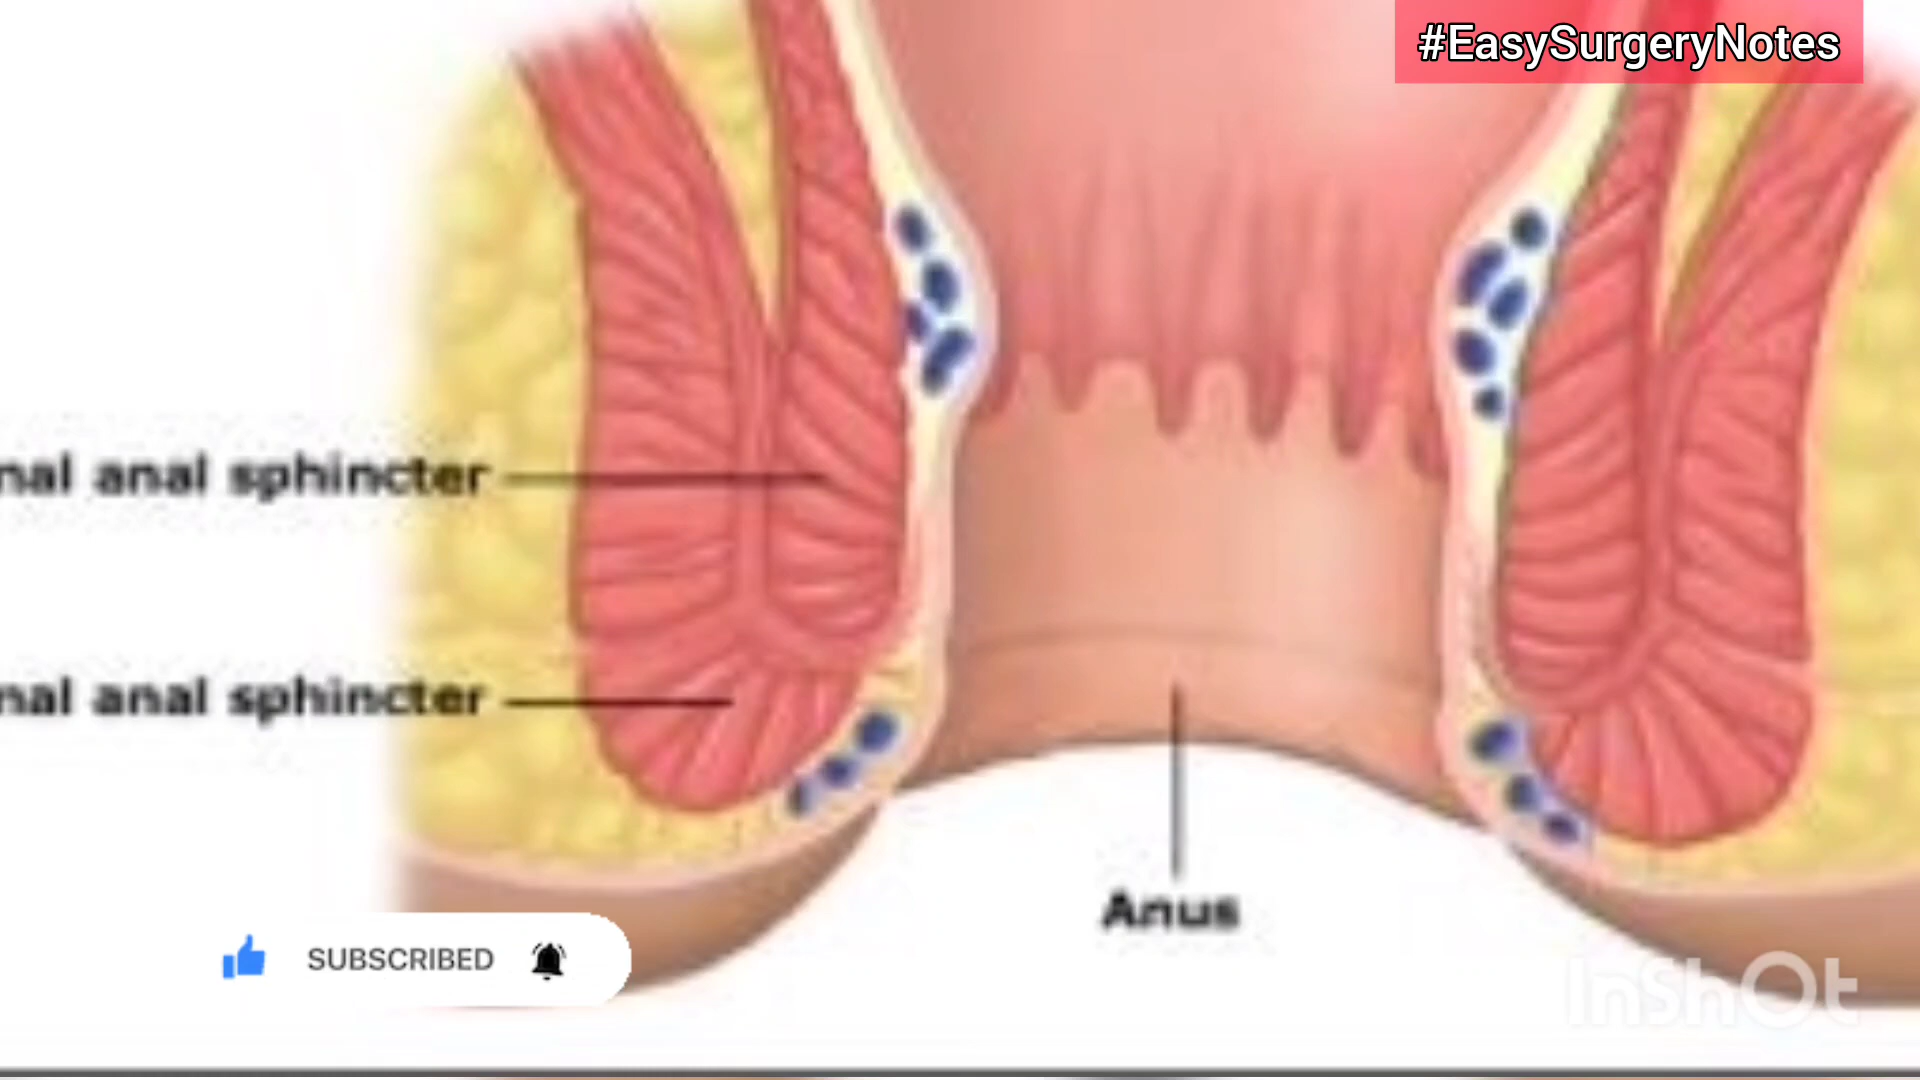 #EasySurgeryNotes
nal anal sphincter
nal anal sphincter
Anus
SUBSCRIBED
InShOt